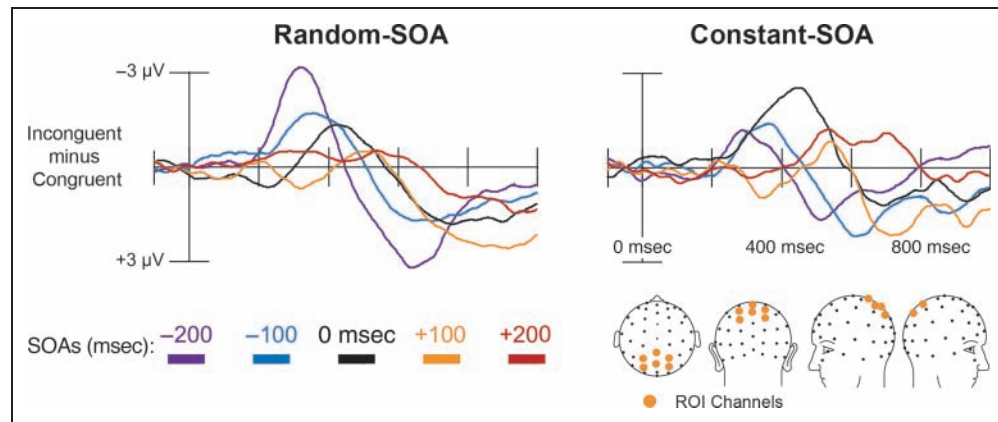 Random-SOA
Constant-SOA
−3 µV
Inconguent
minus
Congruent
+3 µV
0 msec
400 msec
800 msec
SOAs (msec):
−200
−100
0 msec
+100
+200
ROI Channels